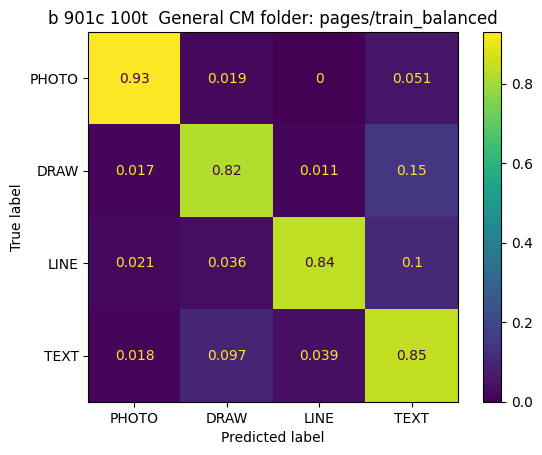 b 901c 100t  General CM folder: pages/train_balanced
PHOTO 0.93 0.019 0 0.051
DRAW 0.017 0.82 0.011 0.15
LINE 0.021 0.036 0.84 0.1
TEXT 0.018 0.097 0.039 0.85
PHOTO DRAW LINE TEXT
Predicted label
True label
0.8
0.6
0.4
0.2
0.0